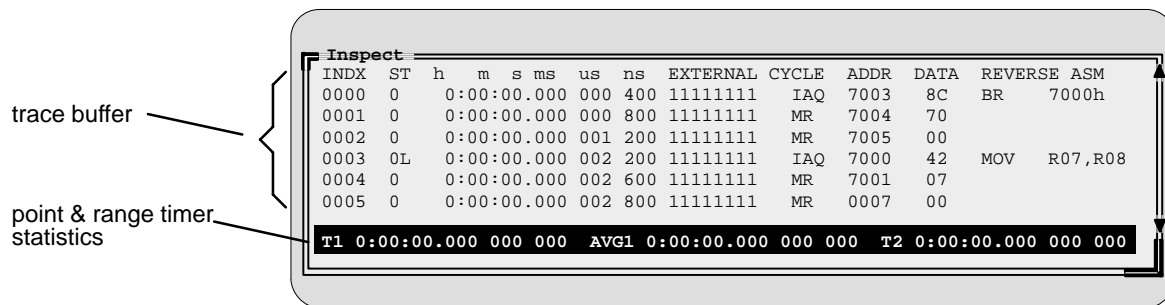 Inspect
INDX ST h m s ms us ns EXTERNAL CYCLE ADDR DATA REVERSE ASM
0000 0 0:00:00.000 000 400 11111111 IAQ 7003 8C BR 7000h
0001 0 0:00:00.000 000 800 11111111 MR 7004 70
0002 0 0:00:00.000 001 200 11111111 MR 7005 00
0003 0L 0:00:00.000 002 200 11111111 IAQ 7000 42 MOV R07,R08
0004 0 0:00:00.000 002 600 11111111 MR 7001 07
0005 0 0:00:00.000 002 800 11111111 MR 0007 00
T1 0:00:00.000 000 000 AVG1 0:00:00.000 000 000 T2 0:00:00.000 000 000
trace buffer
point & range timer
statistics